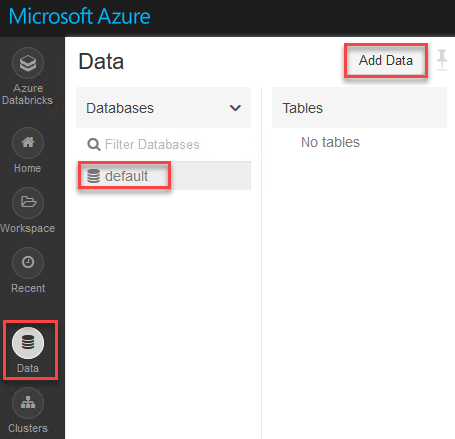 Microsoft Azure
Azure
Databricks
Home
Workspace
Recent
Data
Clusters
Data
Add Data
Databases
Filter Databases
default
Tables
No tables